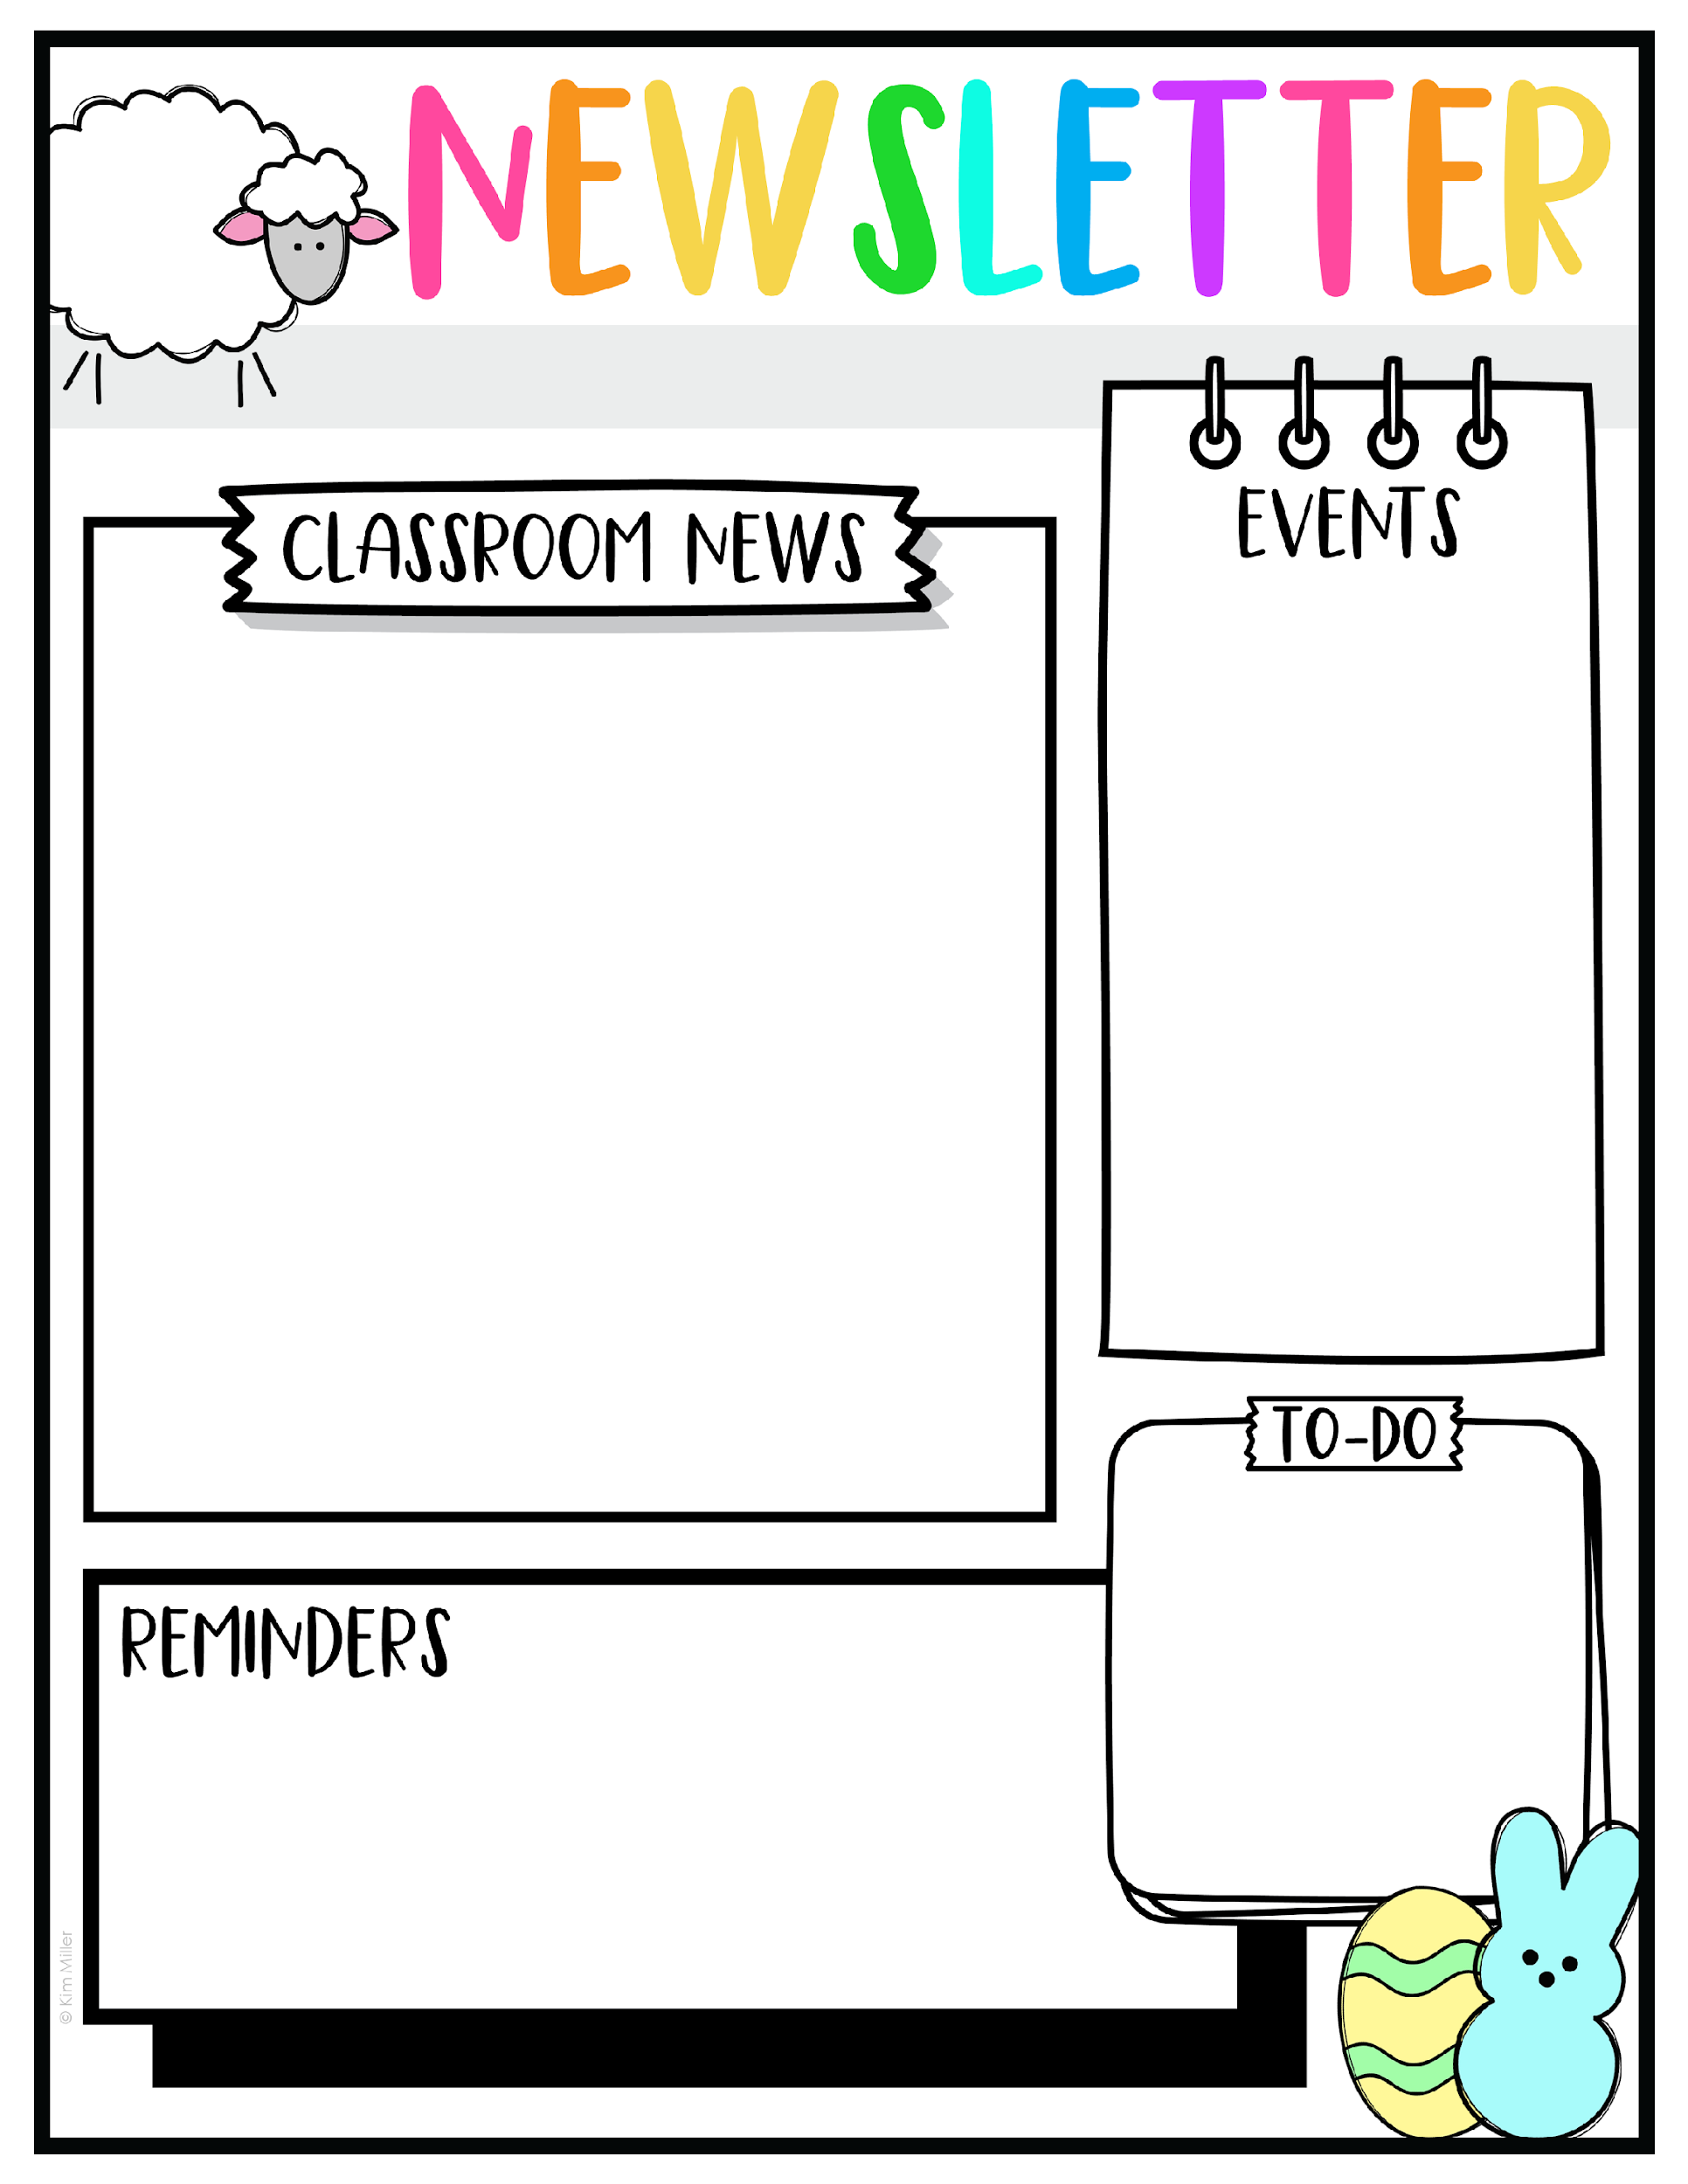 NEWSLETTER
CLASSROOM NEWS
EVENTS
TO-DO
REMINDERS
© Kim Miller